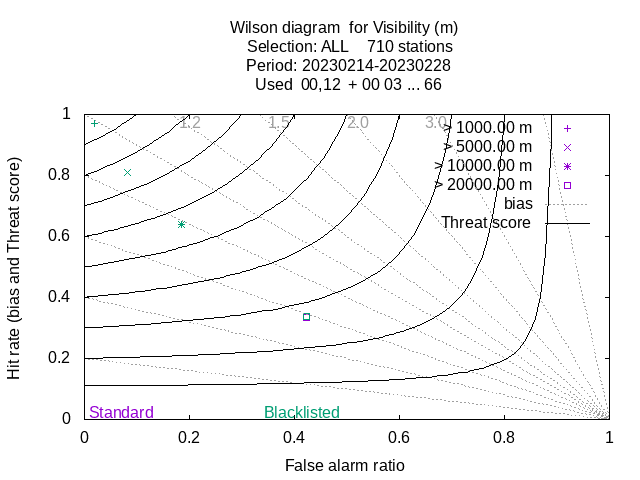 Wilson diagram for Visibility (m)
Selection: ALL 710 stations
Period: 20230214-20230228
Used 00,12 + 00 03 ... 66
Hit rate (bias and Threat score)
1
0.8
0.6
0.4
0.2
0
1.2
1.5
2.0
3.0
> 1000.00 m
> 5000.00 m
> 10000.00 m
> 20000.00 m
bias
Threat score
Standard
Blacklisted
0 0.2 0.4 0.6 0.8 1
False alarm ratio